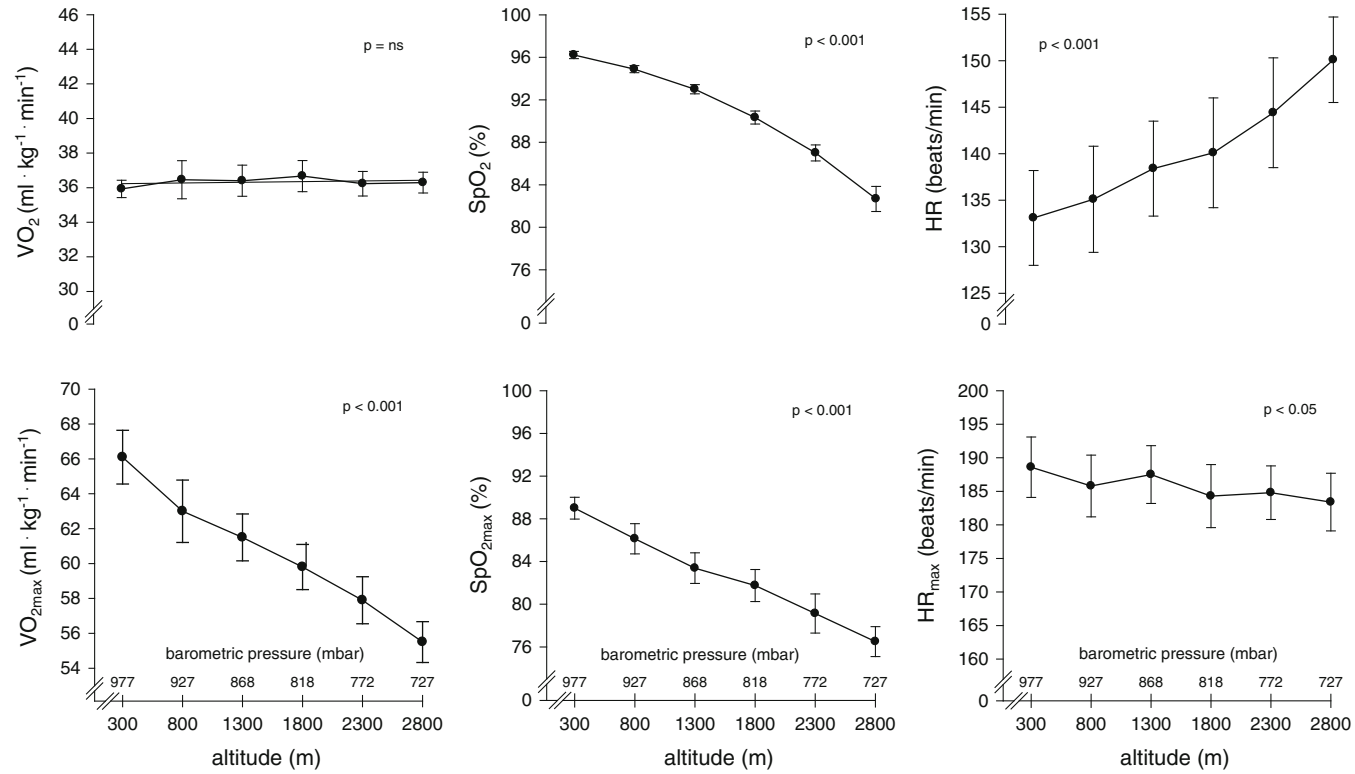 46
44
42
40
38
36
34
32
30
0
VO2 (ml · kg-1 · min-1)
p = ns
100
96
92
88
84
80
76
0
SpO2 (%)
p < 0.001
155
150
145
140
135
130
125
0
HR (beats/min)
p < 0.001
70
68
66
64
62
60
58
56
54
0
VO2max (ml · kg-1 · min-1)
p < 0.001
barometric pressure (mbar)
977 927 868 818 772 727
300 800 1300 1800 2300 2800
altitude (m)
100
96
92
88
84
80
76
0
SpO2max (%)
p < 0.001
barometric pressure (mbar)
977 927 868 818 772 727
300 800 1300 1800 2300 2800
altitude (m)
200
195
190
185
180
175
170
165
160
0
HRmax (beats/min)
p < 0.05
barometric pressure (mbar)
977 927 868 818 772 727
300 800 1300 1800 2300 2800
altitude (m)